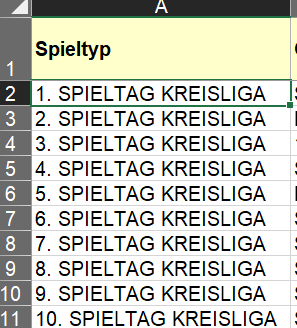 A
1 Spieltyp
2 1. SPIELTAG KREISLIGA
3 2. SPIELTAG KREISLIGA
4 3. SPIELTAG KREISLIGA
5 4. SPIELTAG KREISLIGA
6 5. SPIELTAG KREISLIGA
7 6. SPIELTAG KREISLIGA
8 7. SPIELTAG KREISLIGA
9 8. SPIELTAG KREISLIGA
10 9. SPIELTAG KREISLIGA
11 10. SPIELTAG KREISLIGA